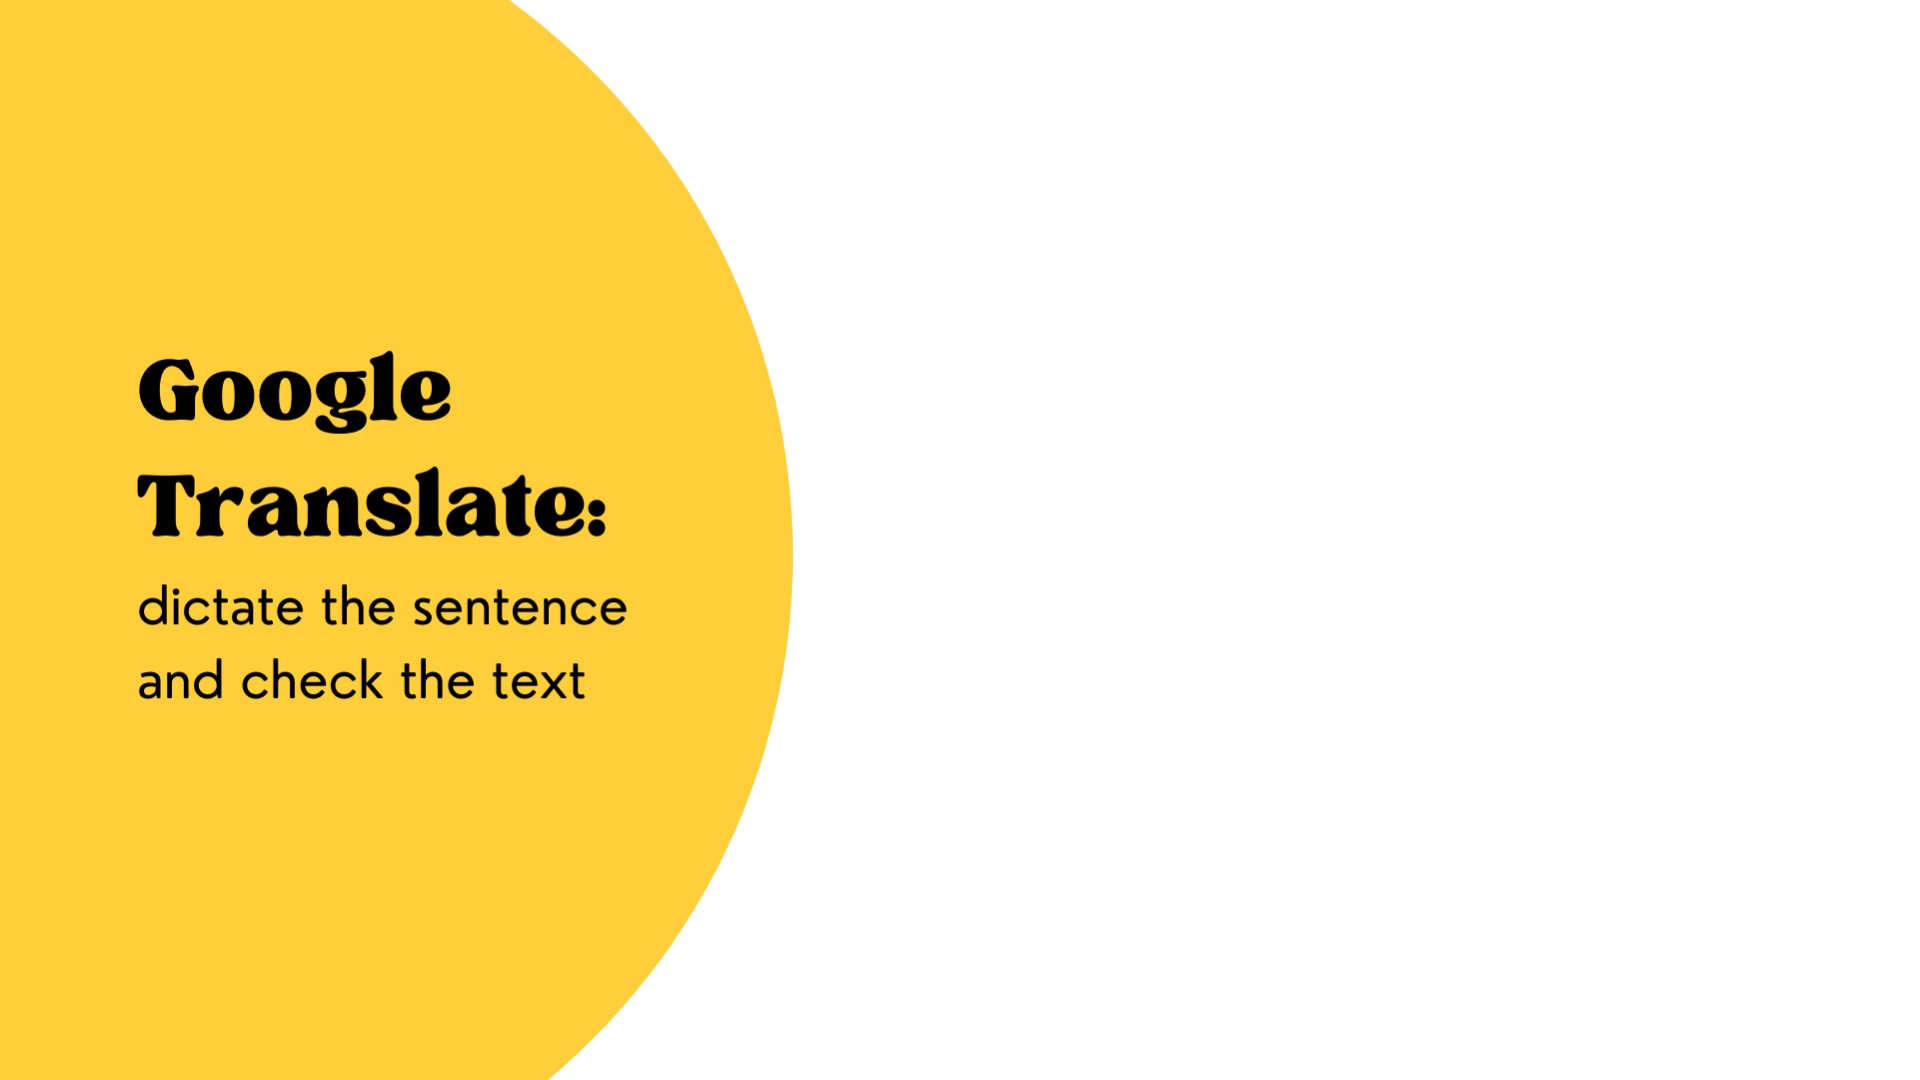 Google
Translate:
dictate the sentence
and check the text